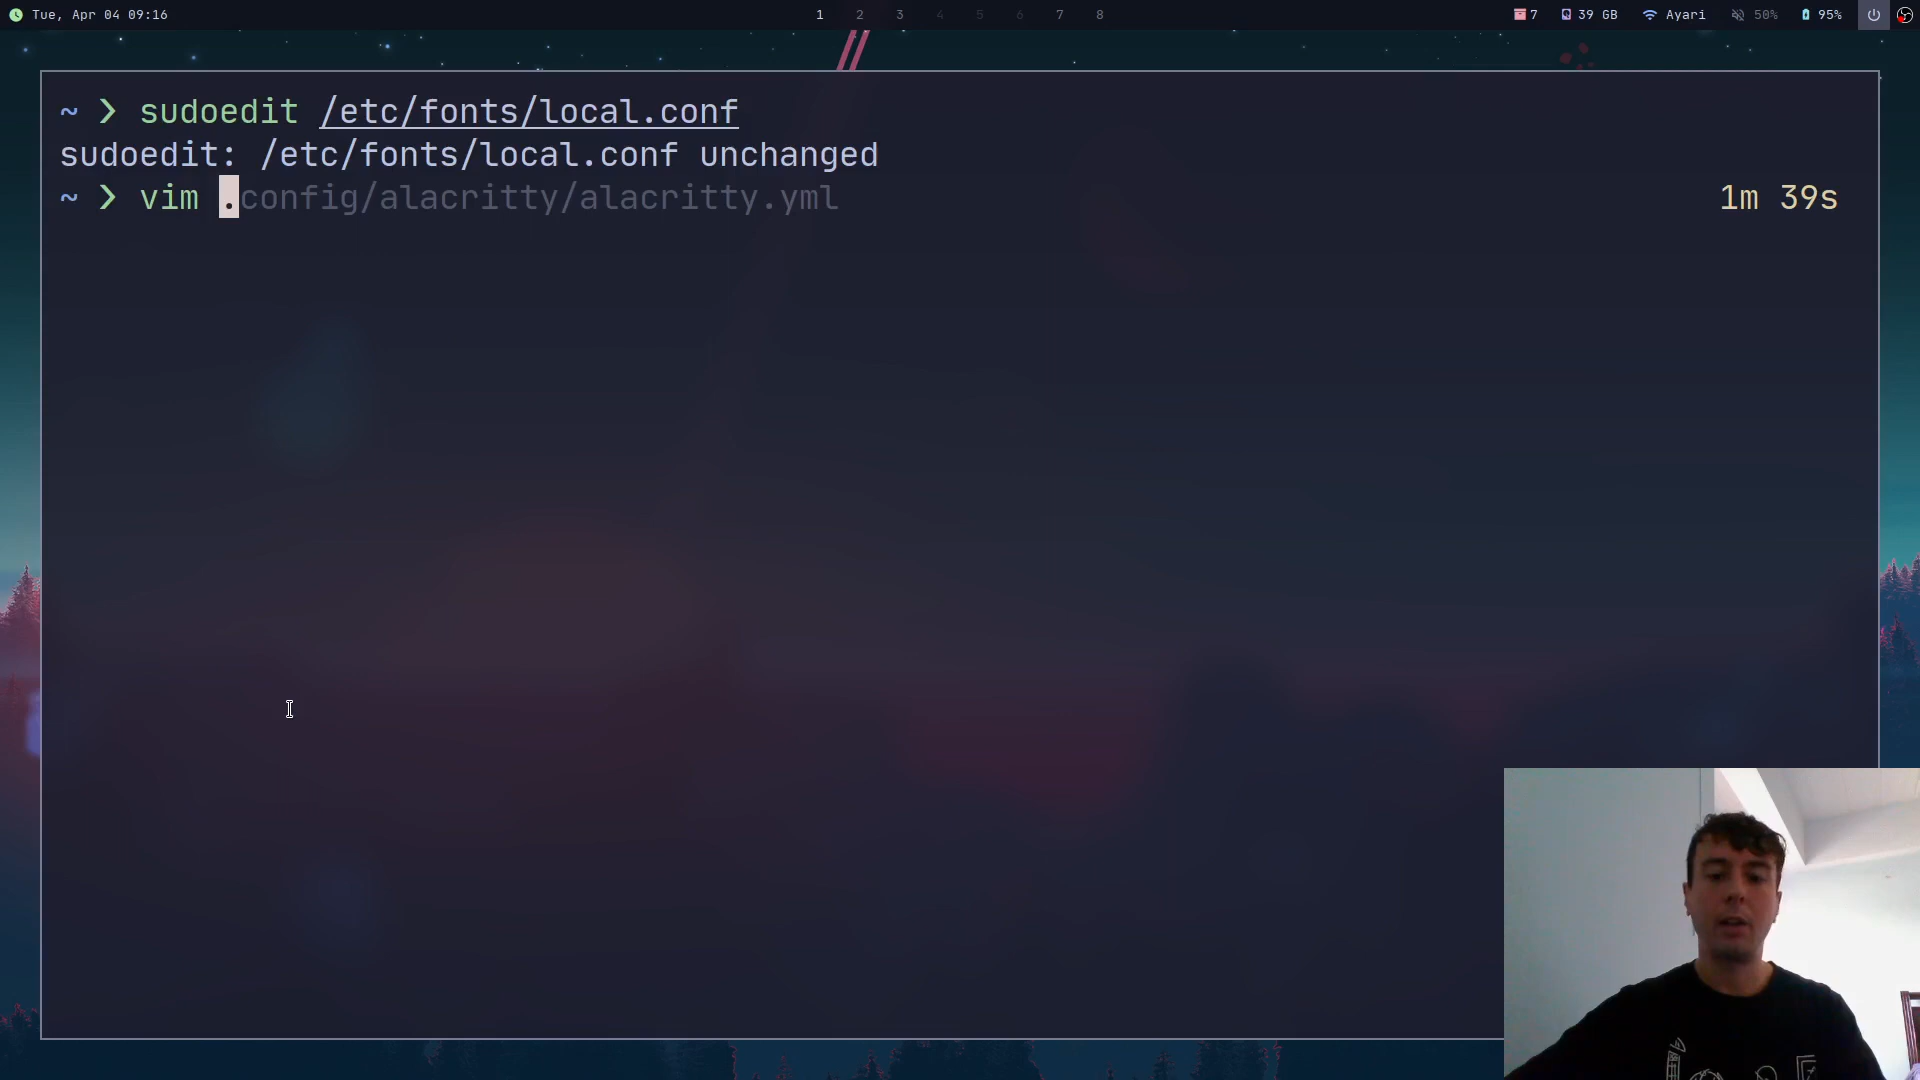 Tue, Apr 04 09:16
1 2 3 4 5 6 7 8
7 39 GB Ayari 50% 95%
~ ❯ sudoedit /etc/fonts/local.conf
sudoedit: /etc/fonts/local.conf unchanged
~ ❯ vim .config/alacritty/alacritty.yml 1m 39s